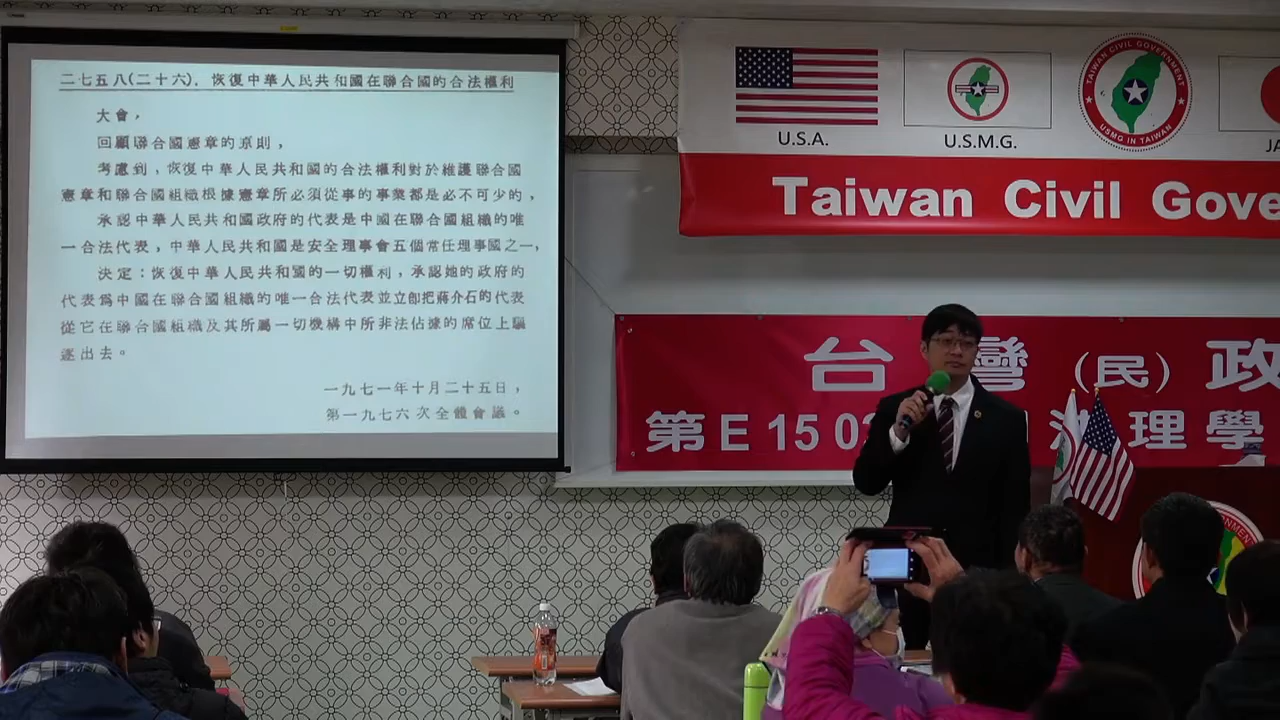 二七五八(二十六). 恢復中華人民共和國在聯合國的合法權利
大會,
回顧聯合國憲章的原則,
考慮到,恢復中華人民共和國的合法權利對於維護聯合國
憲章和聯合國組織根據憲章所必須從事的事業都是必不可少的,
承認中華人民共和國政府的代表是中國在聯合國組織的唯
一合法代表,中華人民共和國是安全理事會五個常任理事國之一,
決定:恢復中華人民共和國的一切權利,承認她的政府的
代表爲中國在聯合國組織的唯一合法代表並立卽把蔣介石的代表
從它在聯合國組織及其所屬一切機構中所非法佔據的席位上驅
逐出去。
一九七一年十月二十五日,
第一九七六次全體會議。
U.S.A.
U.S.M.G.
TAIWAN CIVIL GOVERNMENT
USMG IN TAIWAN
JA
Taiwan Civil Gove
台灣(民)政
第E 15 0 理學